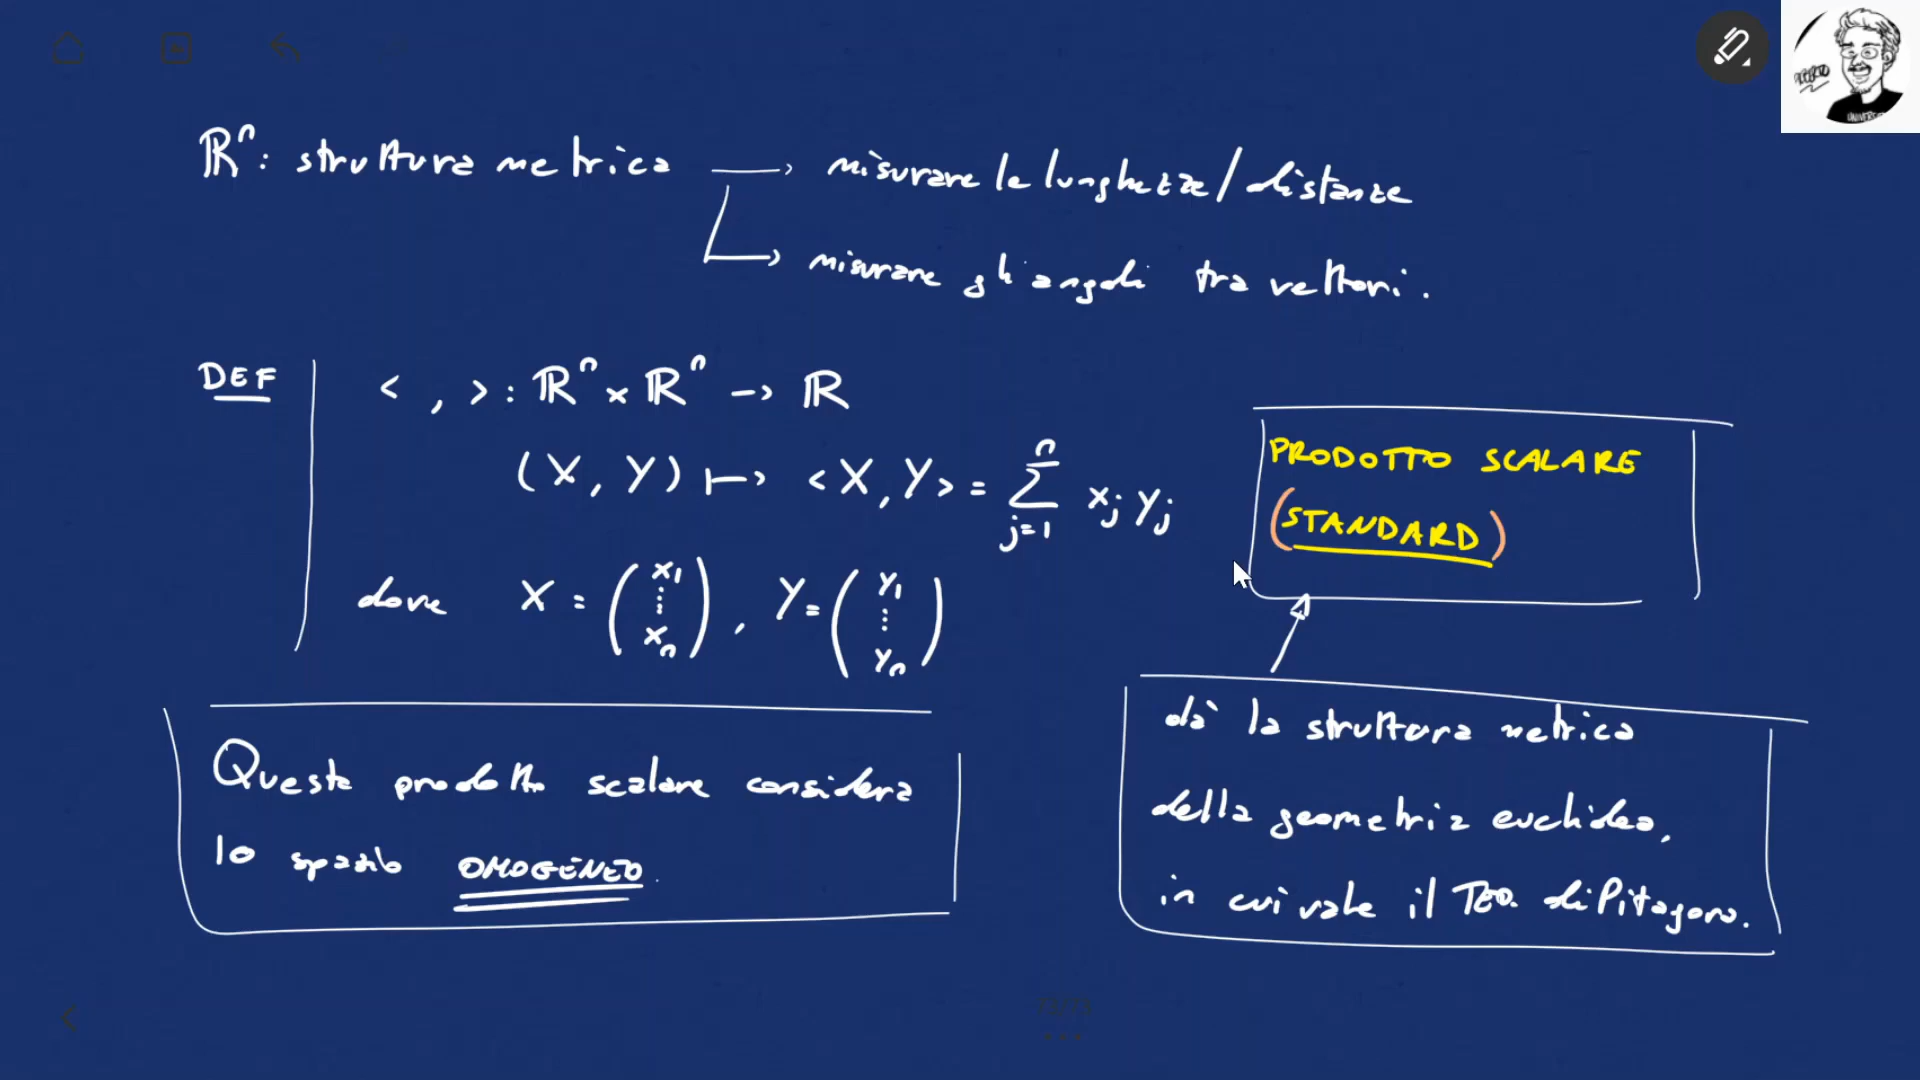 ℝⁿ: struttura metrica → misurare le lunghezze/distanze
→ misurare gli angoli tra vettori.
DEF
< , > : ℝⁿ × ℝⁿ → ℝ
(X, Y) ↦ <X, Y> = Σ_{j=1}^{n} x_j y_j
dove X = (x₁ ⋮ xₙ), Y = (y₁ ⋮ yₙ)
PRODOTTO SCALARE
(STANDARD)
Questo prodotto scalare considera
lo spazio OMOGENEO.
dà la struttura metrica
della geometria euclidea,
in cui vale il TEO. di Pitagora.
UNIVERSO